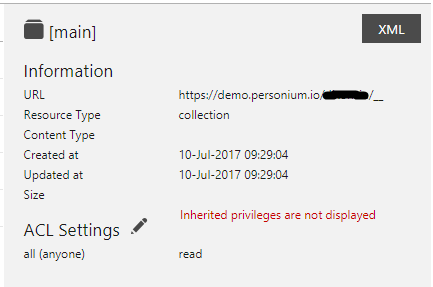 [main]
XML
Information
URL https://demo.personium.io/ /__
Resource Type collection
Content Type
Created at 10-Jul-2017 09:29:04
Updated at 10-Jul-2017 09:29:04
Size
Inherited privileges are not displayed
ACL Settings
all (anyone) read